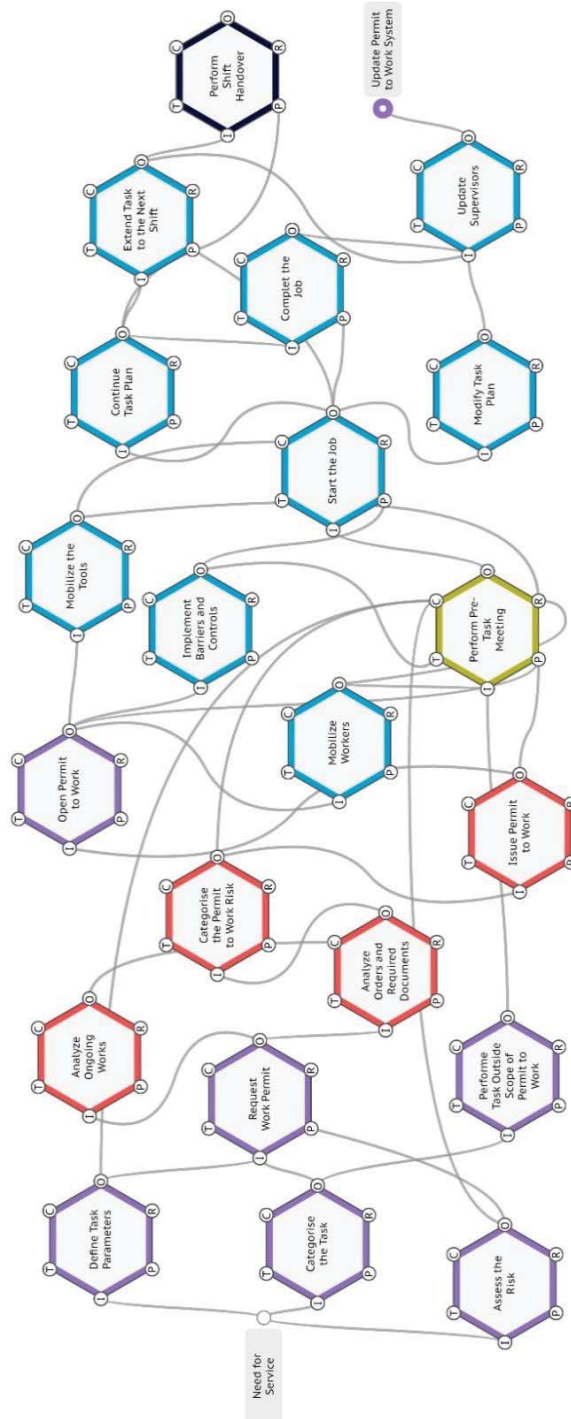 Need for
Service
T C
Define Task
Parameters
I O
P R
T C
Categorise
the Task
I O
P R
T C
Assess the
Risk
I O
P R
T C
Request
Work Permit
I O
P R
T C
Analyze
Ongoing
Works
I O
P R
T C
Performe
Task Outside
Scope of
Permit to
Work
I O
P R
T C
Analyze
Orders and
Required
Documents
I O
P R
T C
Categorise
the Permit
to Work Risk
I O
P R
T C
Issue Permit
to Work
I O
P R
T C
Open Permit
to Work
I O
P R
T C
Mobilize
Workers
I O
P R
T C
Implement
Barriers and
Controls
I O
P R
T C
Mobilize the
Tools
I O
P R
T C
Perform Pre-
Task
Meeting
I O
P R
T C
Start the Job
I O
P R
T C
Continue
Task Plan
I O
P R
T C
Modify Task
Plan
I O
P R
T C
Complet the
Job
I O
P R
T C
Extend Task
to the Next
Shift
I O
P R
T C
Update
Supervisors
I O
P R
T C
Perform
Shift
Handover
I O
P R
Update Permit
to Work System